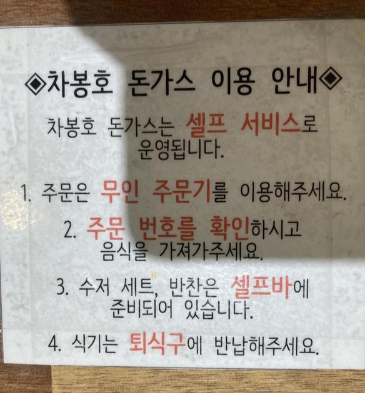 ◈차봉호 돈가스 이용 안내◈
차봉호 돈가스는 셀프 서비스로
운영됩니다.
1. 주문은 무인 주문기를 이용해주세요.
2. 주문 번호를 확인하시고
음식을 가져가주세요.
3. 수저 세트, 반찬은 셀프바에
준비되어 있습니다.
4. 식기는 퇴식구에 반납해주세요.